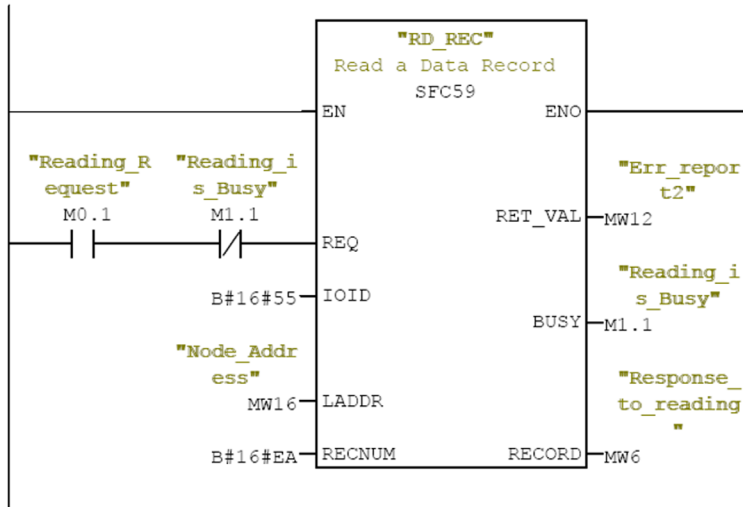 "RD_REC"
Read a Data Record
SFC59
EN ENO
"Reading_R
equest"
M0.1
"Reading_i
s_Busy"
M1.1
REQ
"Err_repor
t2"
RET_VAL MW12
B#16#55 IOID
"Reading_i
s_Busy"
BUSY M1.1
"Node_Addr
ess"
MW16 LADDR
"Response_
to_reading
"
B#16#EA RECNUM
RECORD MW6